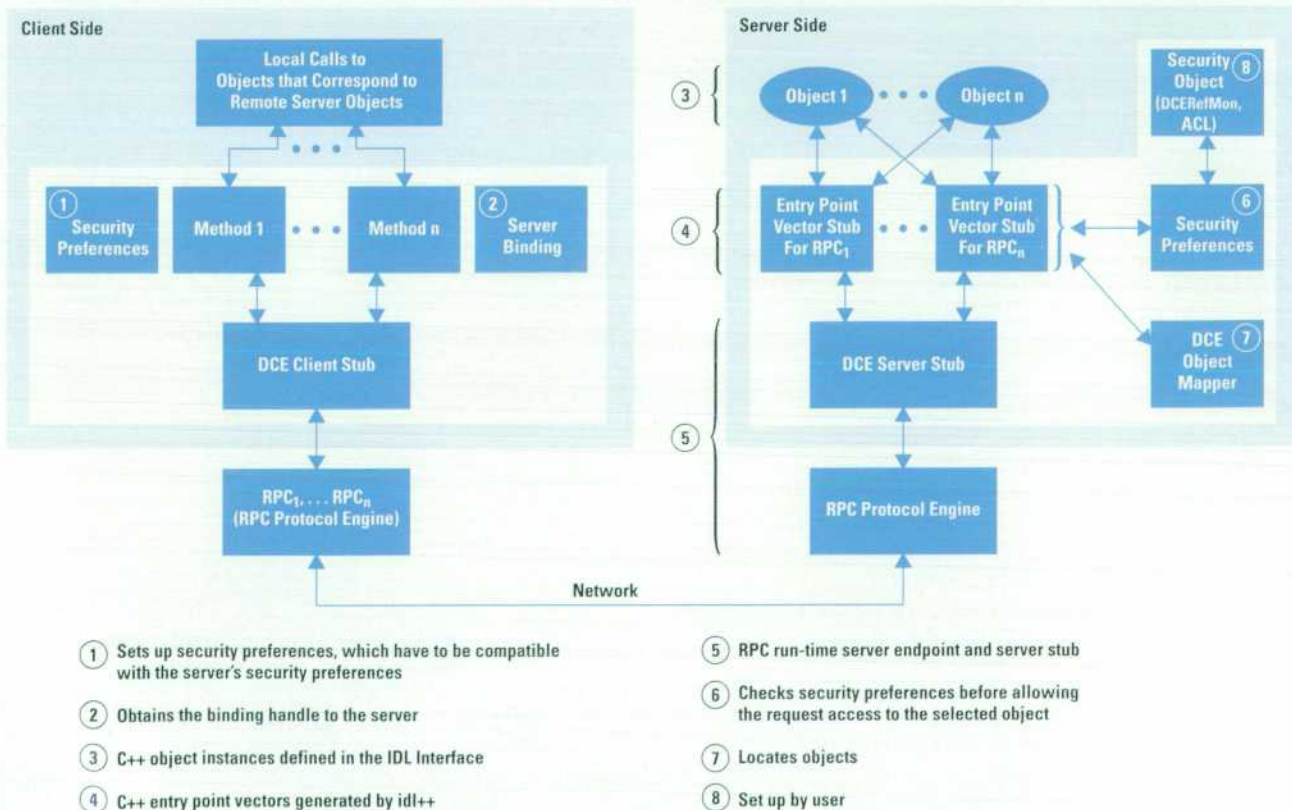 Client Side
Local Calls to
Objects that Correspond to
Remote Server Objects
1
Security
Preferences
Method 1
Method n
2
Server
Binding
DCE Client Stub
RPC1, . . . RPCn
(RPC Protocol Engine)
Network
Server Side
3
Object 1
Object n
Security
Object
(DCERefMon,
ACL)
8
4
Entry Point
Vector Stub
For RPC1
Entry Point
Vector Stub
For RPCn
6
Security
Preferences
5
DCE Server Stub
DCE
Object
Mapper
7
RPC Protocol Engine
1 Sets up security preferences, which have to be compatible
with the server's security preferences
2 Obtains the binding handle to the server
3 C++ object instances defined in the IDL Interface
4 C++ entry point vectors generated by idl++
5 RPC run-time server endpoint and server stub
6 Checks security preferences before allowing
the request access to the selected object
7 Locates objects
8 Set up by user